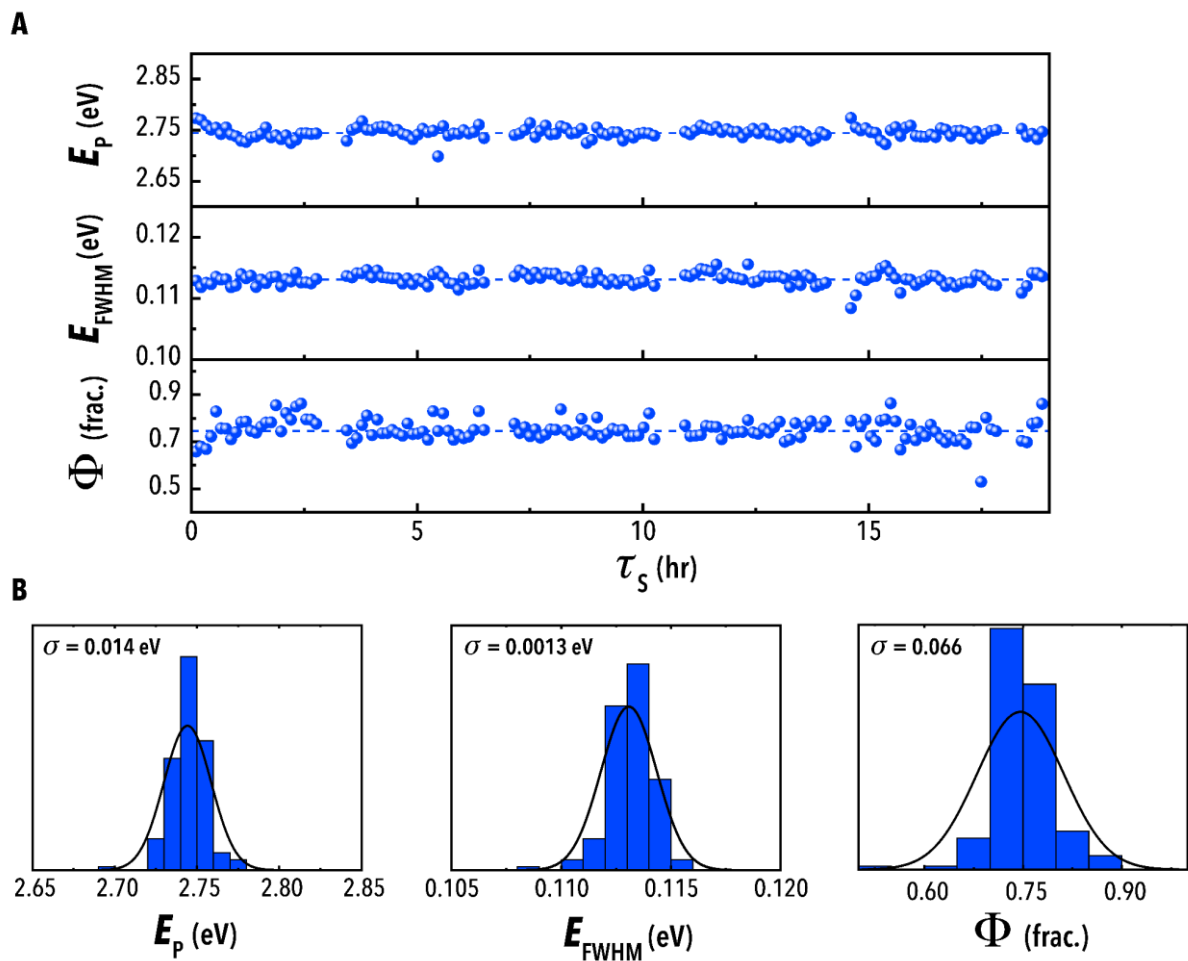 A
2.85
2.75
2.65
E_P (eV)
0.12
0.11
0.10
E_FWHM (eV)
0.9
0.7
0.5
Φ (frac.)
0 5 10 15
τ_S (hr)
B
σ = 0.014 eV
2.65 2.70 2.75 2.80 2.85
E_P (eV)
σ = 0.0013 eV
0.105 0.110 0.115 0.120
E_FWHM (eV)
σ = 0.066
0.60 0.75 0.90
Φ (frac.)